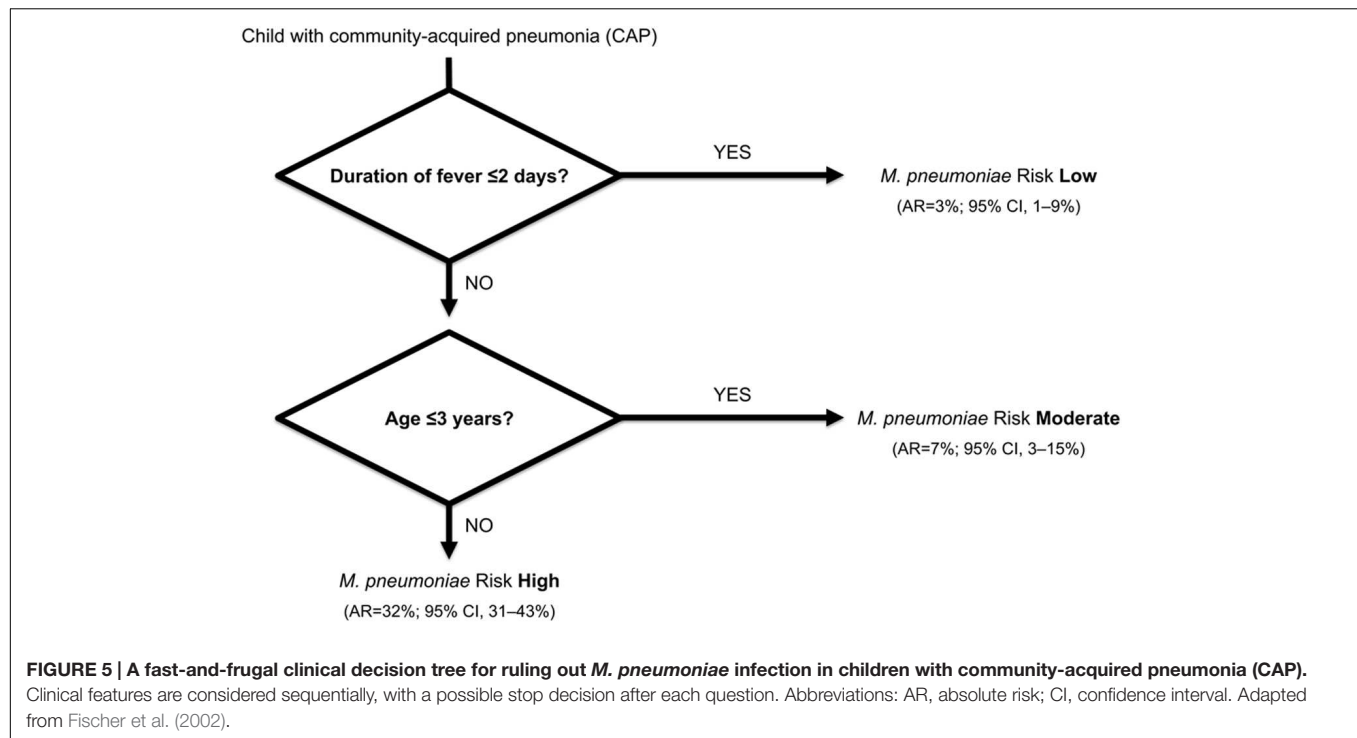 Child with community-acquired pneumonia (CAP)
Duration of fever ≤2 days?
YES
M. pneumoniae Risk Low
(AR=3%; 95% CI, 1–9%)
NO
Age ≤3 years?
YES
M. pneumoniae Risk Moderate
(AR=7%; 95% CI, 3–15%)
NO
M. pneumoniae Risk High
(AR=32%; 95% CI, 31–43%)
FIGURE 5 | A fast-and-frugal clinical decision tree for ruling out M. pneumoniae infection in children with community-acquired pneumonia (CAP).
Clinical features are considered sequentially, with a possible stop decision after each question. Abbreviations: AR, absolute risk; CI, confidence interval. Adapted
from Fischer et al. (2002).